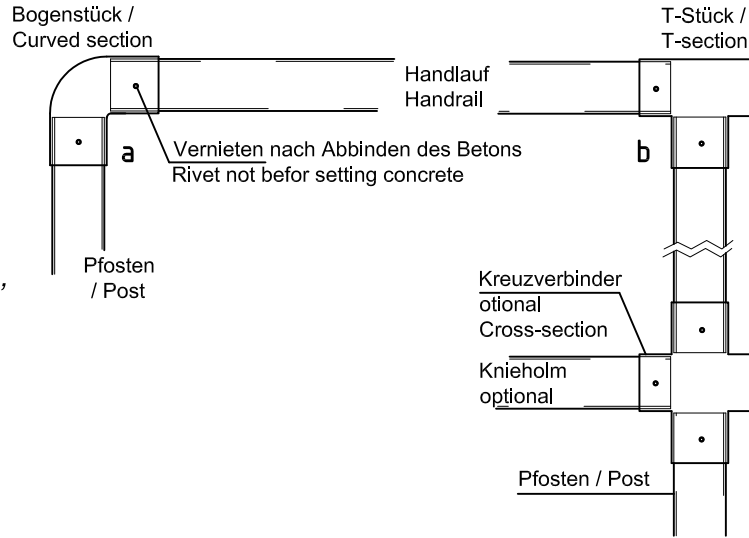 Bogenstück /
Curved section
T-Stück /
T-section
Handlauf
Handrail
a
Vernieten nach Abbinden des Betons
Rivet not befor setting concrete
b
Pfosten
/ Post
,
Kreuzverbinder
otional
Cross-section
Knieholm
optional
Pfosten / Post